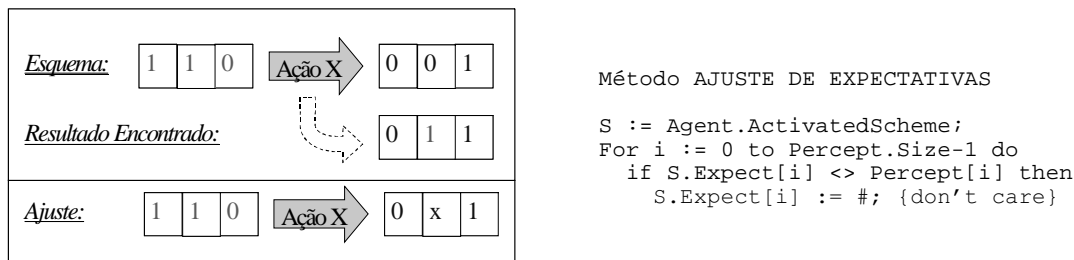 Esquema: 1 1 0 Ação X 0 0 1
Resultado Encontrado: 0 1 1
Ajuste: 1 1 0 Ação X 0 x 1
Método AJUSTE DE EXPECTATIVAS
S := Agent.ActivatedScheme;
For i := 0 to Percept.Size-1 do
if S.Expect[i] <> Percept[i] then
S.Expect[i] := #; {don't care}